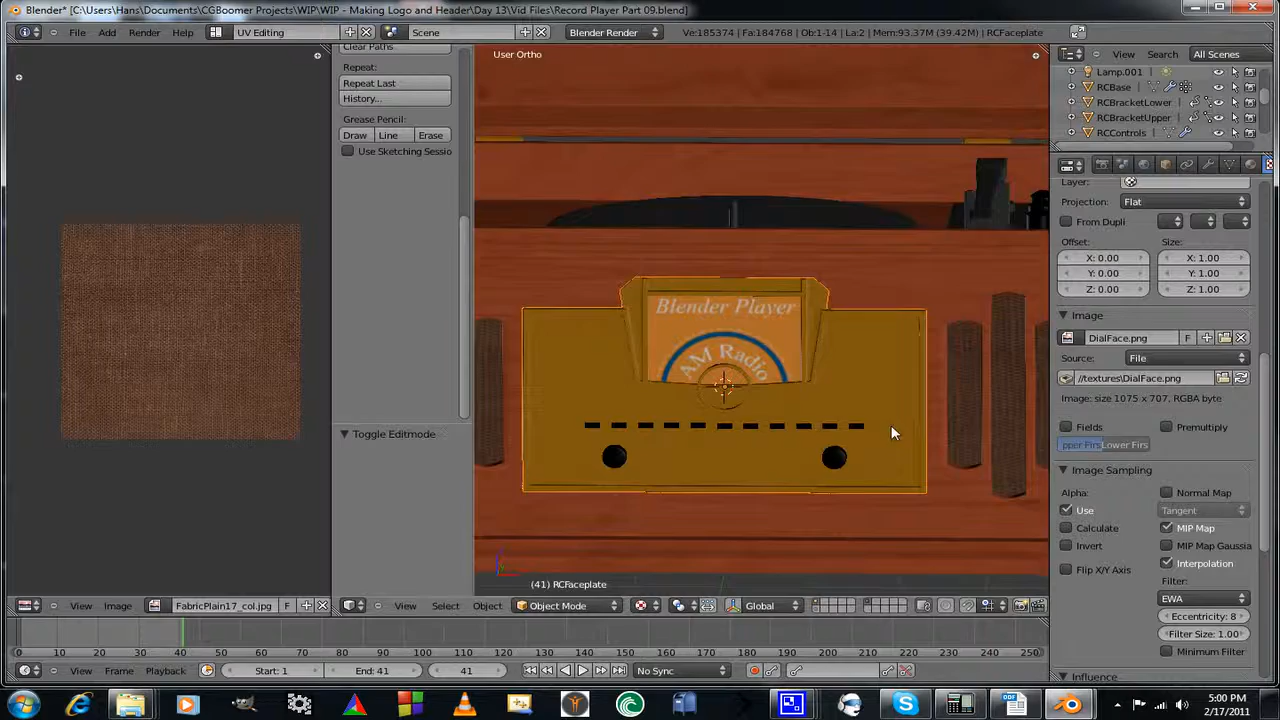 Blender* [C:\Users\Hans\Documents\CGBoomer Projects\WIP\WIP - Making Logo and Header\Day 13\Vid Files\Record Player Part 09.blend]
File Add Render Help UV Editing Scene Blender Render Ve:185374 | Fa:184768 | Ob:1-14 | La:2 | Mem:93.37M (39.42M) | RCFaceplate
Clear Paths
Repeat:
Repeat Last
History...
Grease Pencil:
Draw Line Erase
Use Sketching Sessio
Toggle Editmode
User Ortho
Blender Player
AM Radio
(41) RCFaceplate
View Search All Scenes
Lamp.001
RCBase
RCBracketLower
RCBracketUpper
RCControls
Layer:
Projection: Flat
From Dupli
Offset: Size:
X: 0.00 X: 1.00
Y: 0.00 Y: 1.00
Z: 0.00 Z: 1.00
Image
DialFace.png F
Source: File
//textures\DialFace.png
Image: size 1075 x 707, RGBA byte
Fields Premultiply
pper Firs Lower Firs
Image Sampling
Alpha: Normal Map
Use Tangent
Calculate MIP Map
Invert MIP Map Gaussia
Flip X/Y Axis Interpolation
Filter:
EWA
Eccentricity: 8
Filter Size: 1.00
Minimum Filter
Influence
View Image FabricPlain17_col.jpg F
View Select Object Object Mode Global
0 10 20 30 40 50 60 70 80 90 100 110 120 130 140 150 160 170 180 190 200 210 220 230 240 250
View Frame Playback Start: 1 End: 41 41 No Sync
5:00 PM
2/17/2011